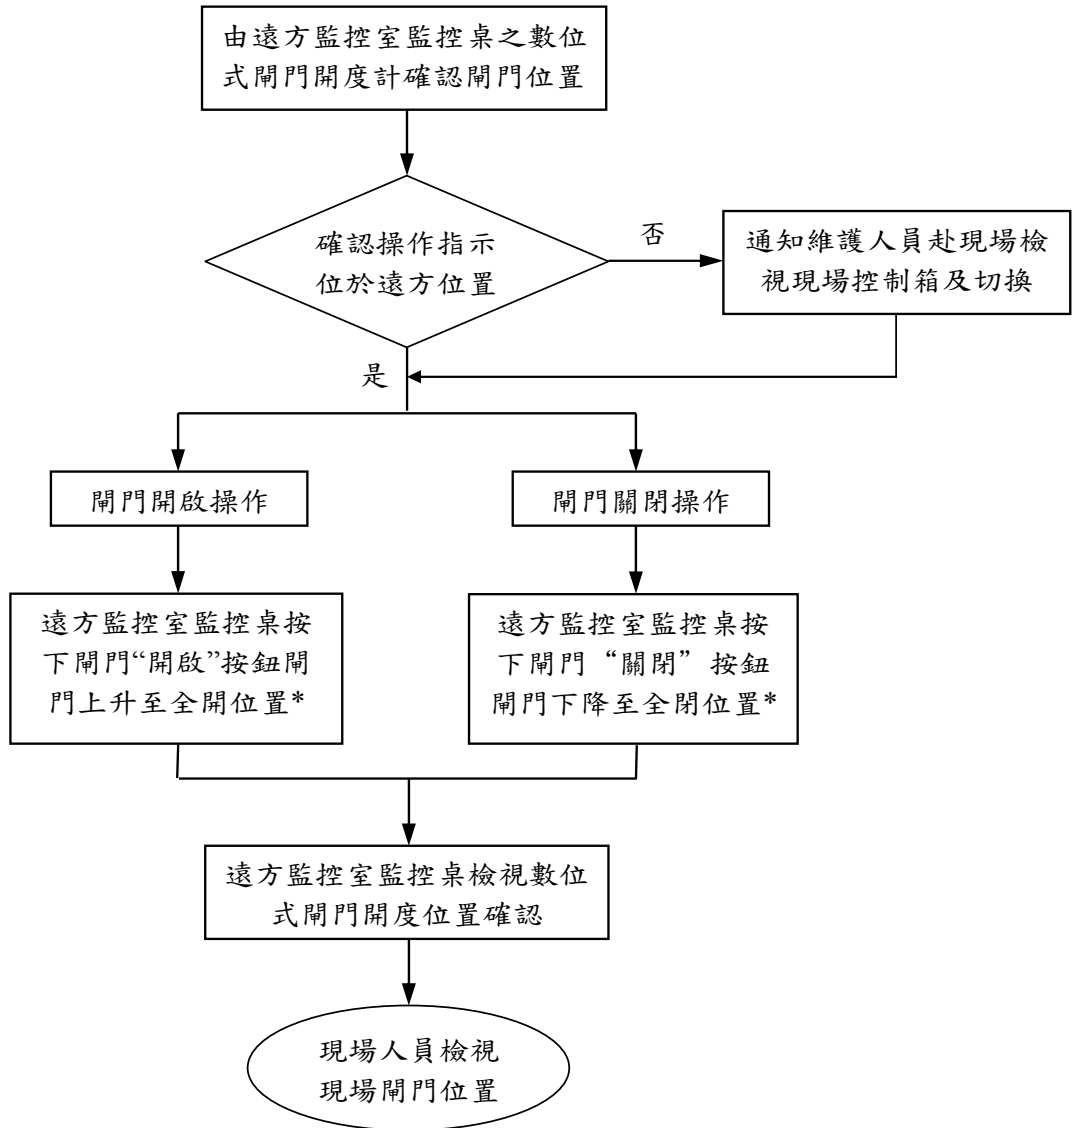 由遠方監控室監控桌之數位
式閘門開度計確認閘門位置
確認操作指示
位於遠方位置
否
通知維護人員赴現場檢
視現場控制箱及切換
是
閘門開啟操作
閘門關閉操作
遠方監控室監控桌按
下閘門“開啟”按鈕閘
門上升至全開位置*
遠方監控室監控桌按
下閘門“關閉”按鈕
閘門下降至全閉位置*
遠方監控室監控桌檢視數位
式閘門開度位置確認
現場人員檢視
現場閘門位置